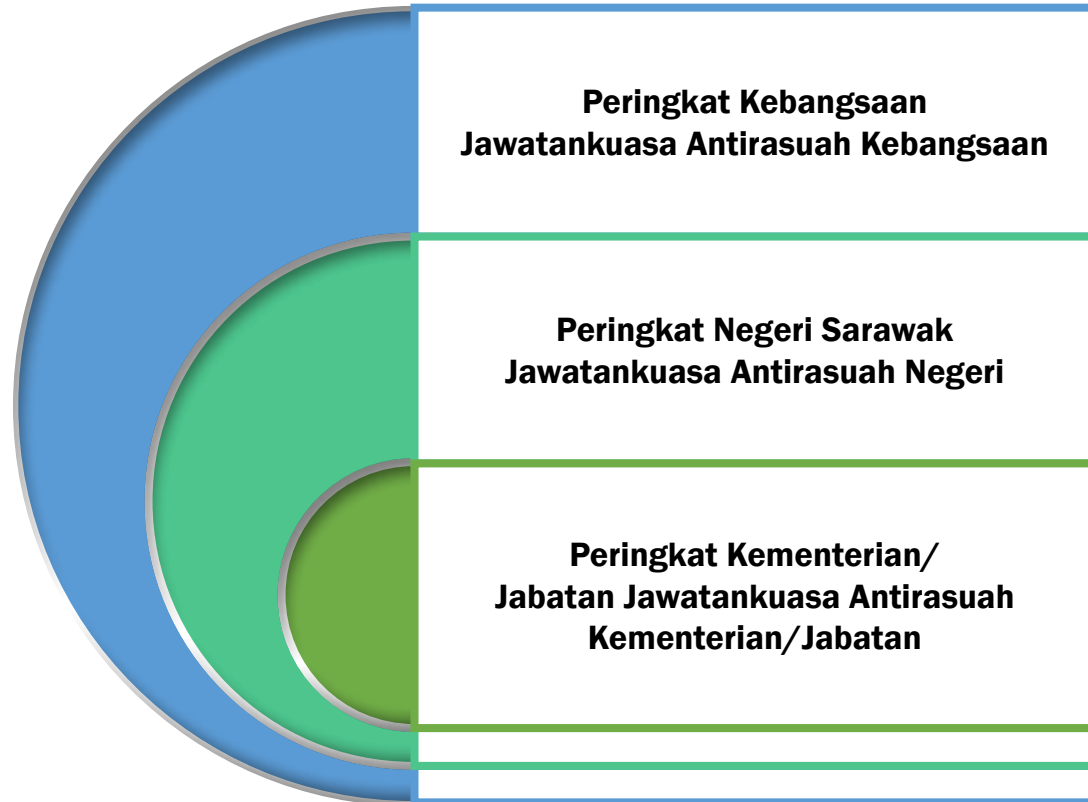 Peringkat Kebangsaan
Jawatankuasa Antirasuah Kebangsaan
Peringkat Negeri Sarawak
Jawatankuasa Antirasuah Negeri
Peringkat Kementerian/
Jabatan Jawatankuasa Antirasuah
Kementerian/Jabatan